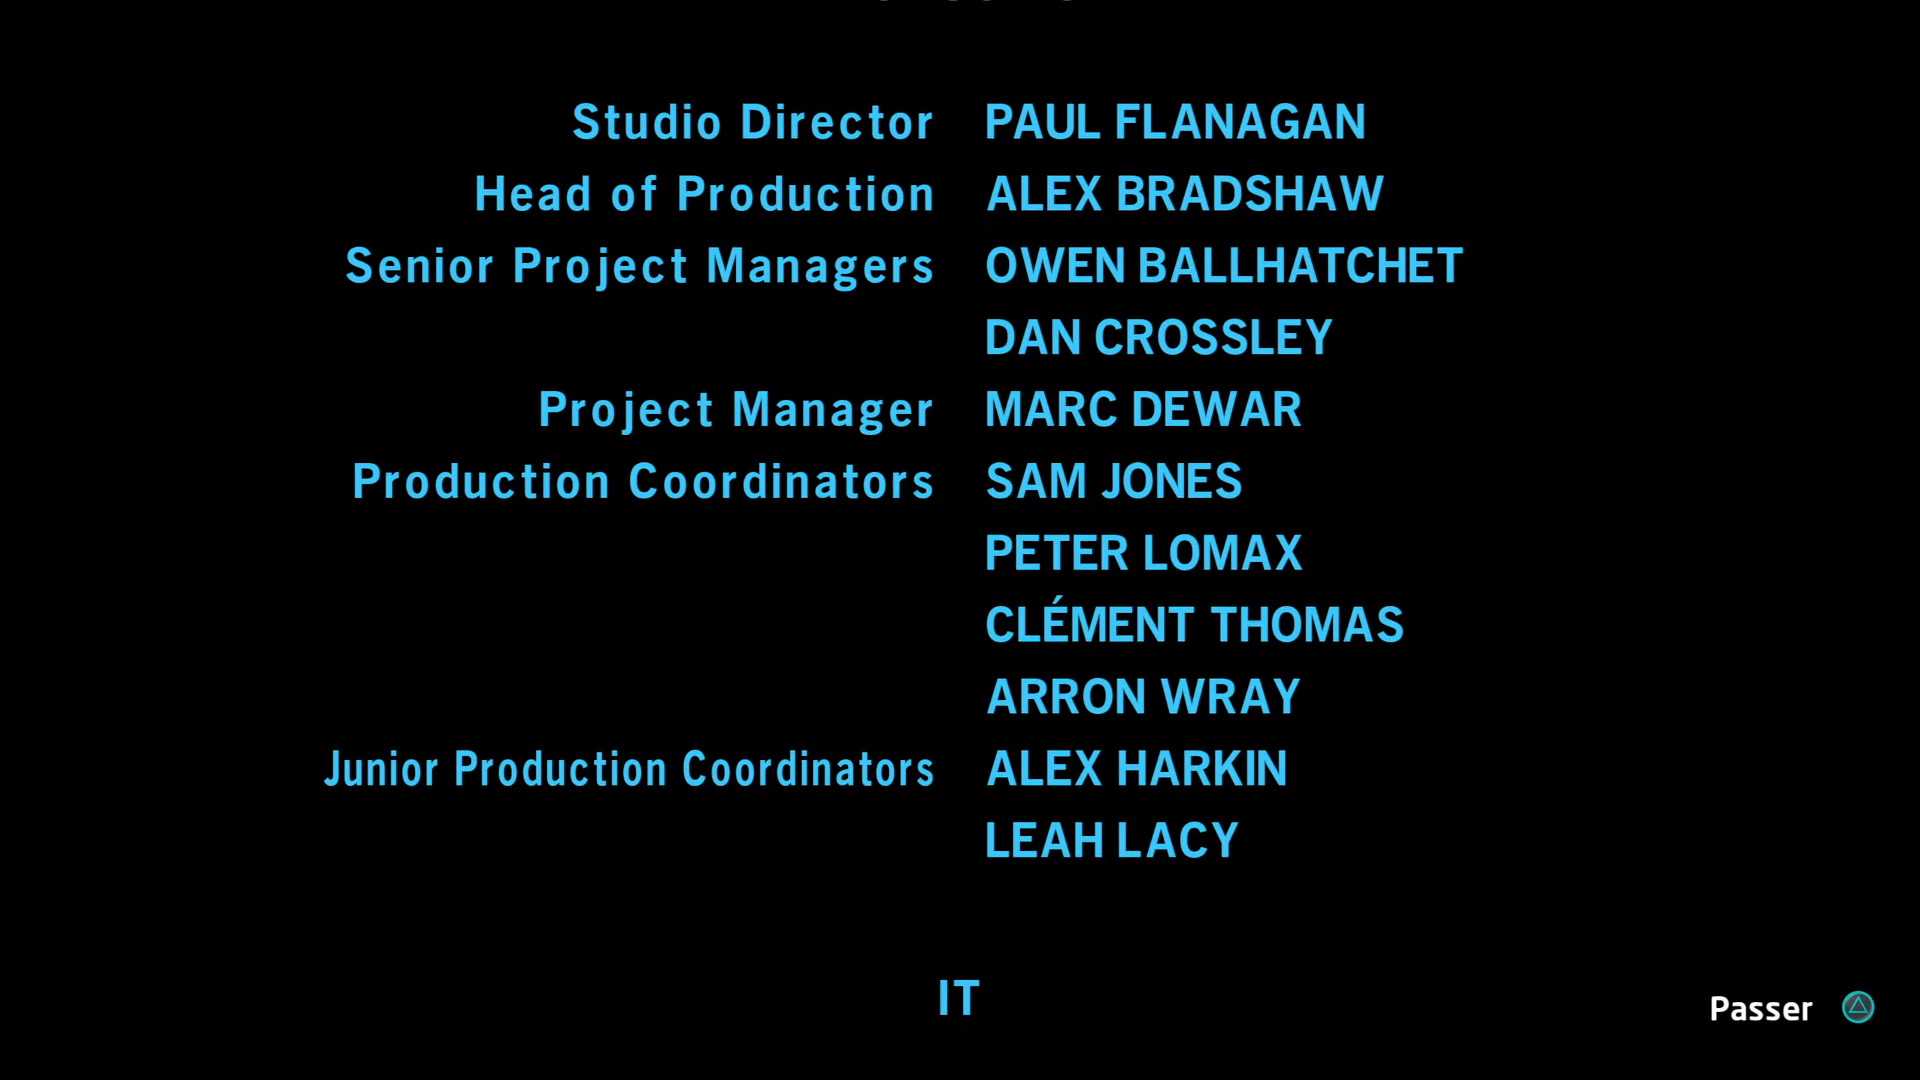 Studio Director PAUL FLANAGAN
Head of Production ALEX BRADSHAW
Senior Project Managers OWEN BALLHATCHET
DAN CROSSLEY
Project Manager MARC DEWAR
Production Coordinators SAM JONES
PETER LOMAX
CLÉMENT THOMAS
ARRON WRAY
Junior Production Coordinators ALEX HARKIN
LEAH LACY
IT
Passer